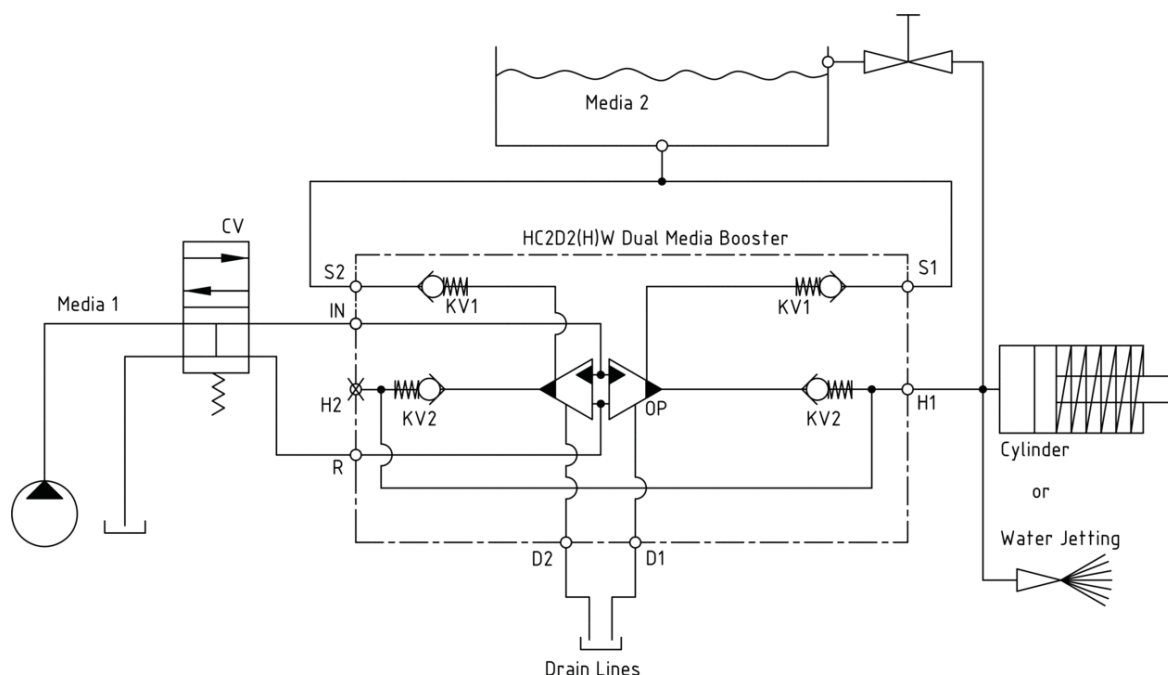 Media 2
CV
HC2D2(H)W Dual Media Booster
S2
S1
KV1
KV1
Media 1
IN
H2
KV2
OP
KV2
H1
R
Cylinder
or
Water Jetting
D2
D1
Drain Lines